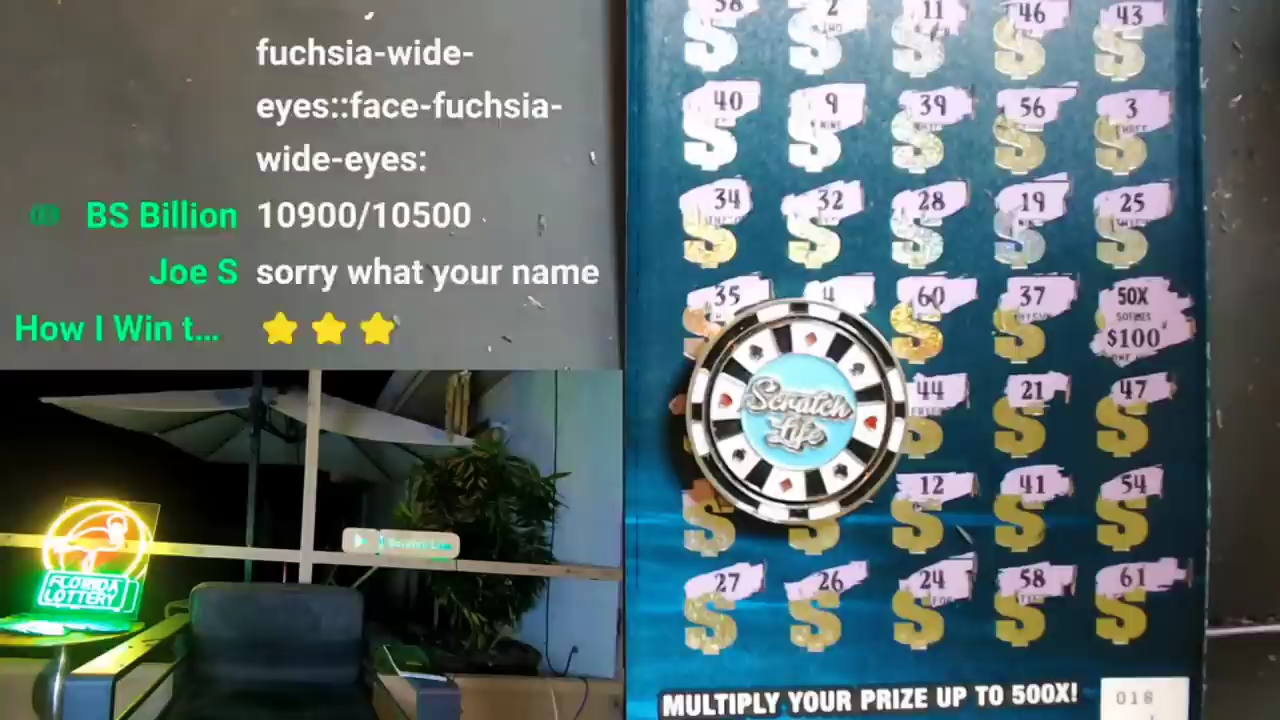 fuchsia-wide-
eyes::face-fuchsia-
wide-eyes:
BS Billion 10900/10500
Joe S sorry what your name
How I Win t...
FLORIDA
LOTTERY
2 11 46 43
40 9 39 56 3
34 32 28 19 25
35 4 60 37 50X
$100
Scratch
Life
44 21 47
12 41 54
27 26 24 58 61
MULTIPLY YOUR PRIZE UP TO 500X!
018